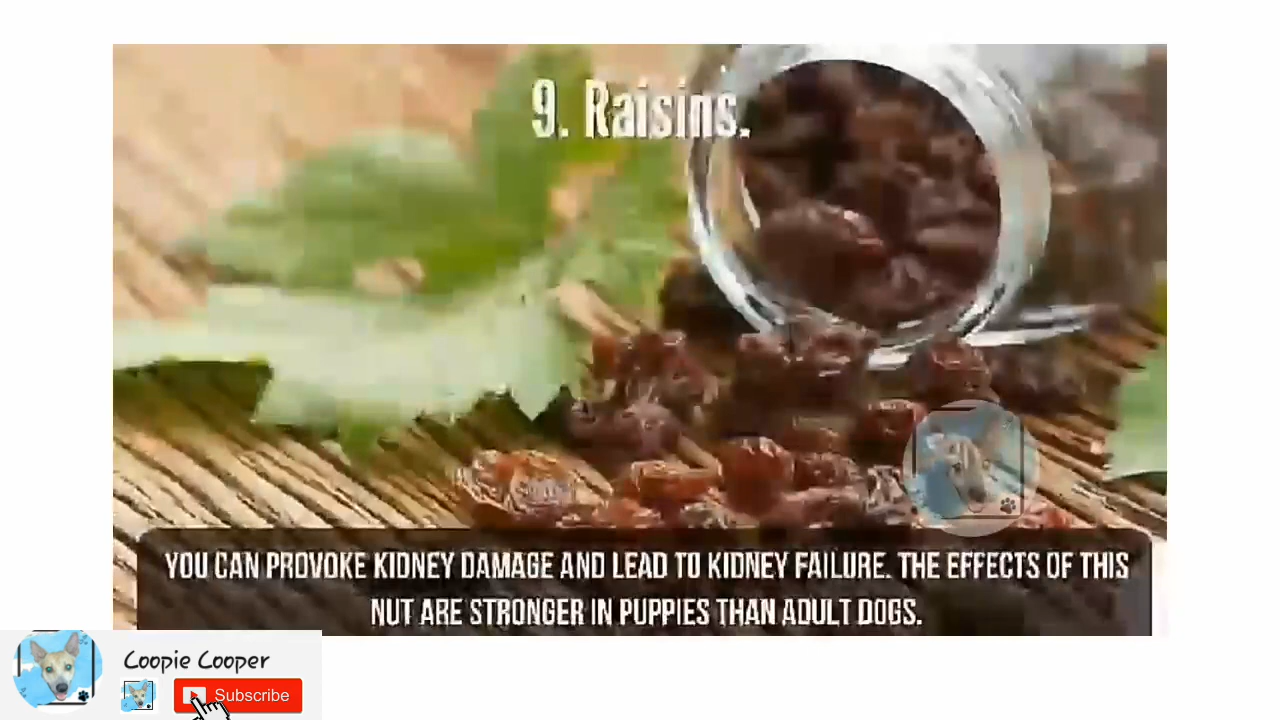 9. Raisins.
YOU CAN PROVOKE KIDNEY DAMAGE AND LEAD TO KIDNEY FAILURE. THE EFFECTS OF THIS
NUT ARE STRONGER IN PUPPIES THAN ADULT DOGS.
Coopie Cooper
Subscribe